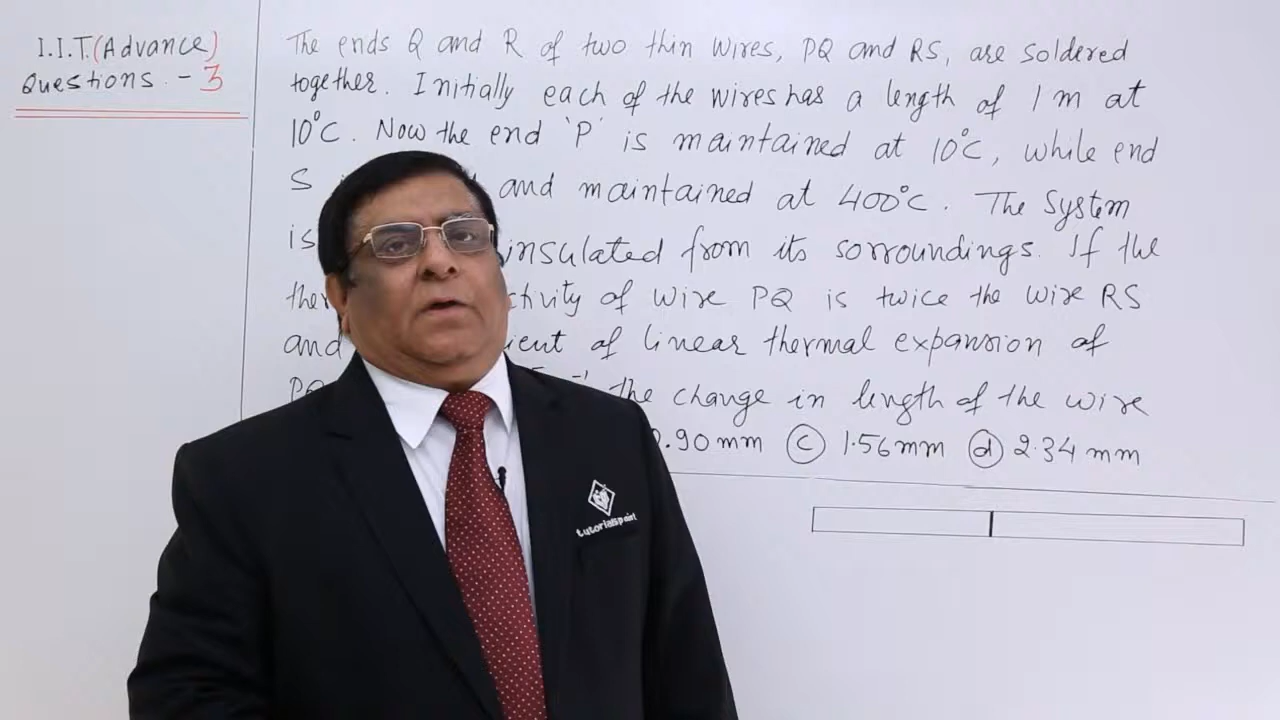 I.I.T.(Advance)
Questions. - 3
The ends Q and R of two thin wires, PQ and RS, are soldered
together. Initially each of the wires has a length of 1 m at
10°C. Now the end 'P' is maintained at 10°C, while end
S and maintained at 400°C. The System
is insulated from its sorroundings. If the
ther ctivity of wire PQ is twice the wire RS
and ient of linear thermal expansion of
PQ the change in length of the wire
0.90 mm (c) 1.56 mm (d) 2.34 mm
tutorialspoint